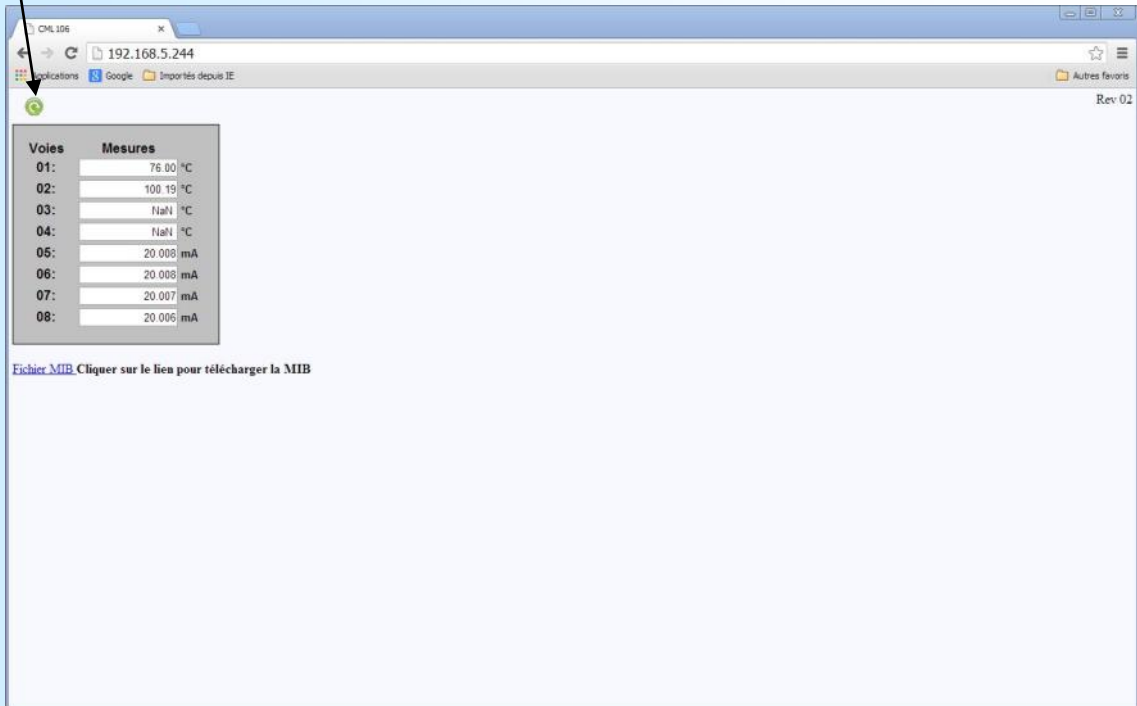 CML 106
192.168.5.244
Applications Google Importés depuis IE Autres favoris
Rev 02
Voies Mesures
01: 76.00 °C
02: 100.19 °C
03: NaN °C
04: NaN °C
05: 20.008 mA
06: 20.008 mA
07: 20.007 mA
08: 20.006 mA
Fichier MIB Cliquer sur le lien pour télécharger la MIB